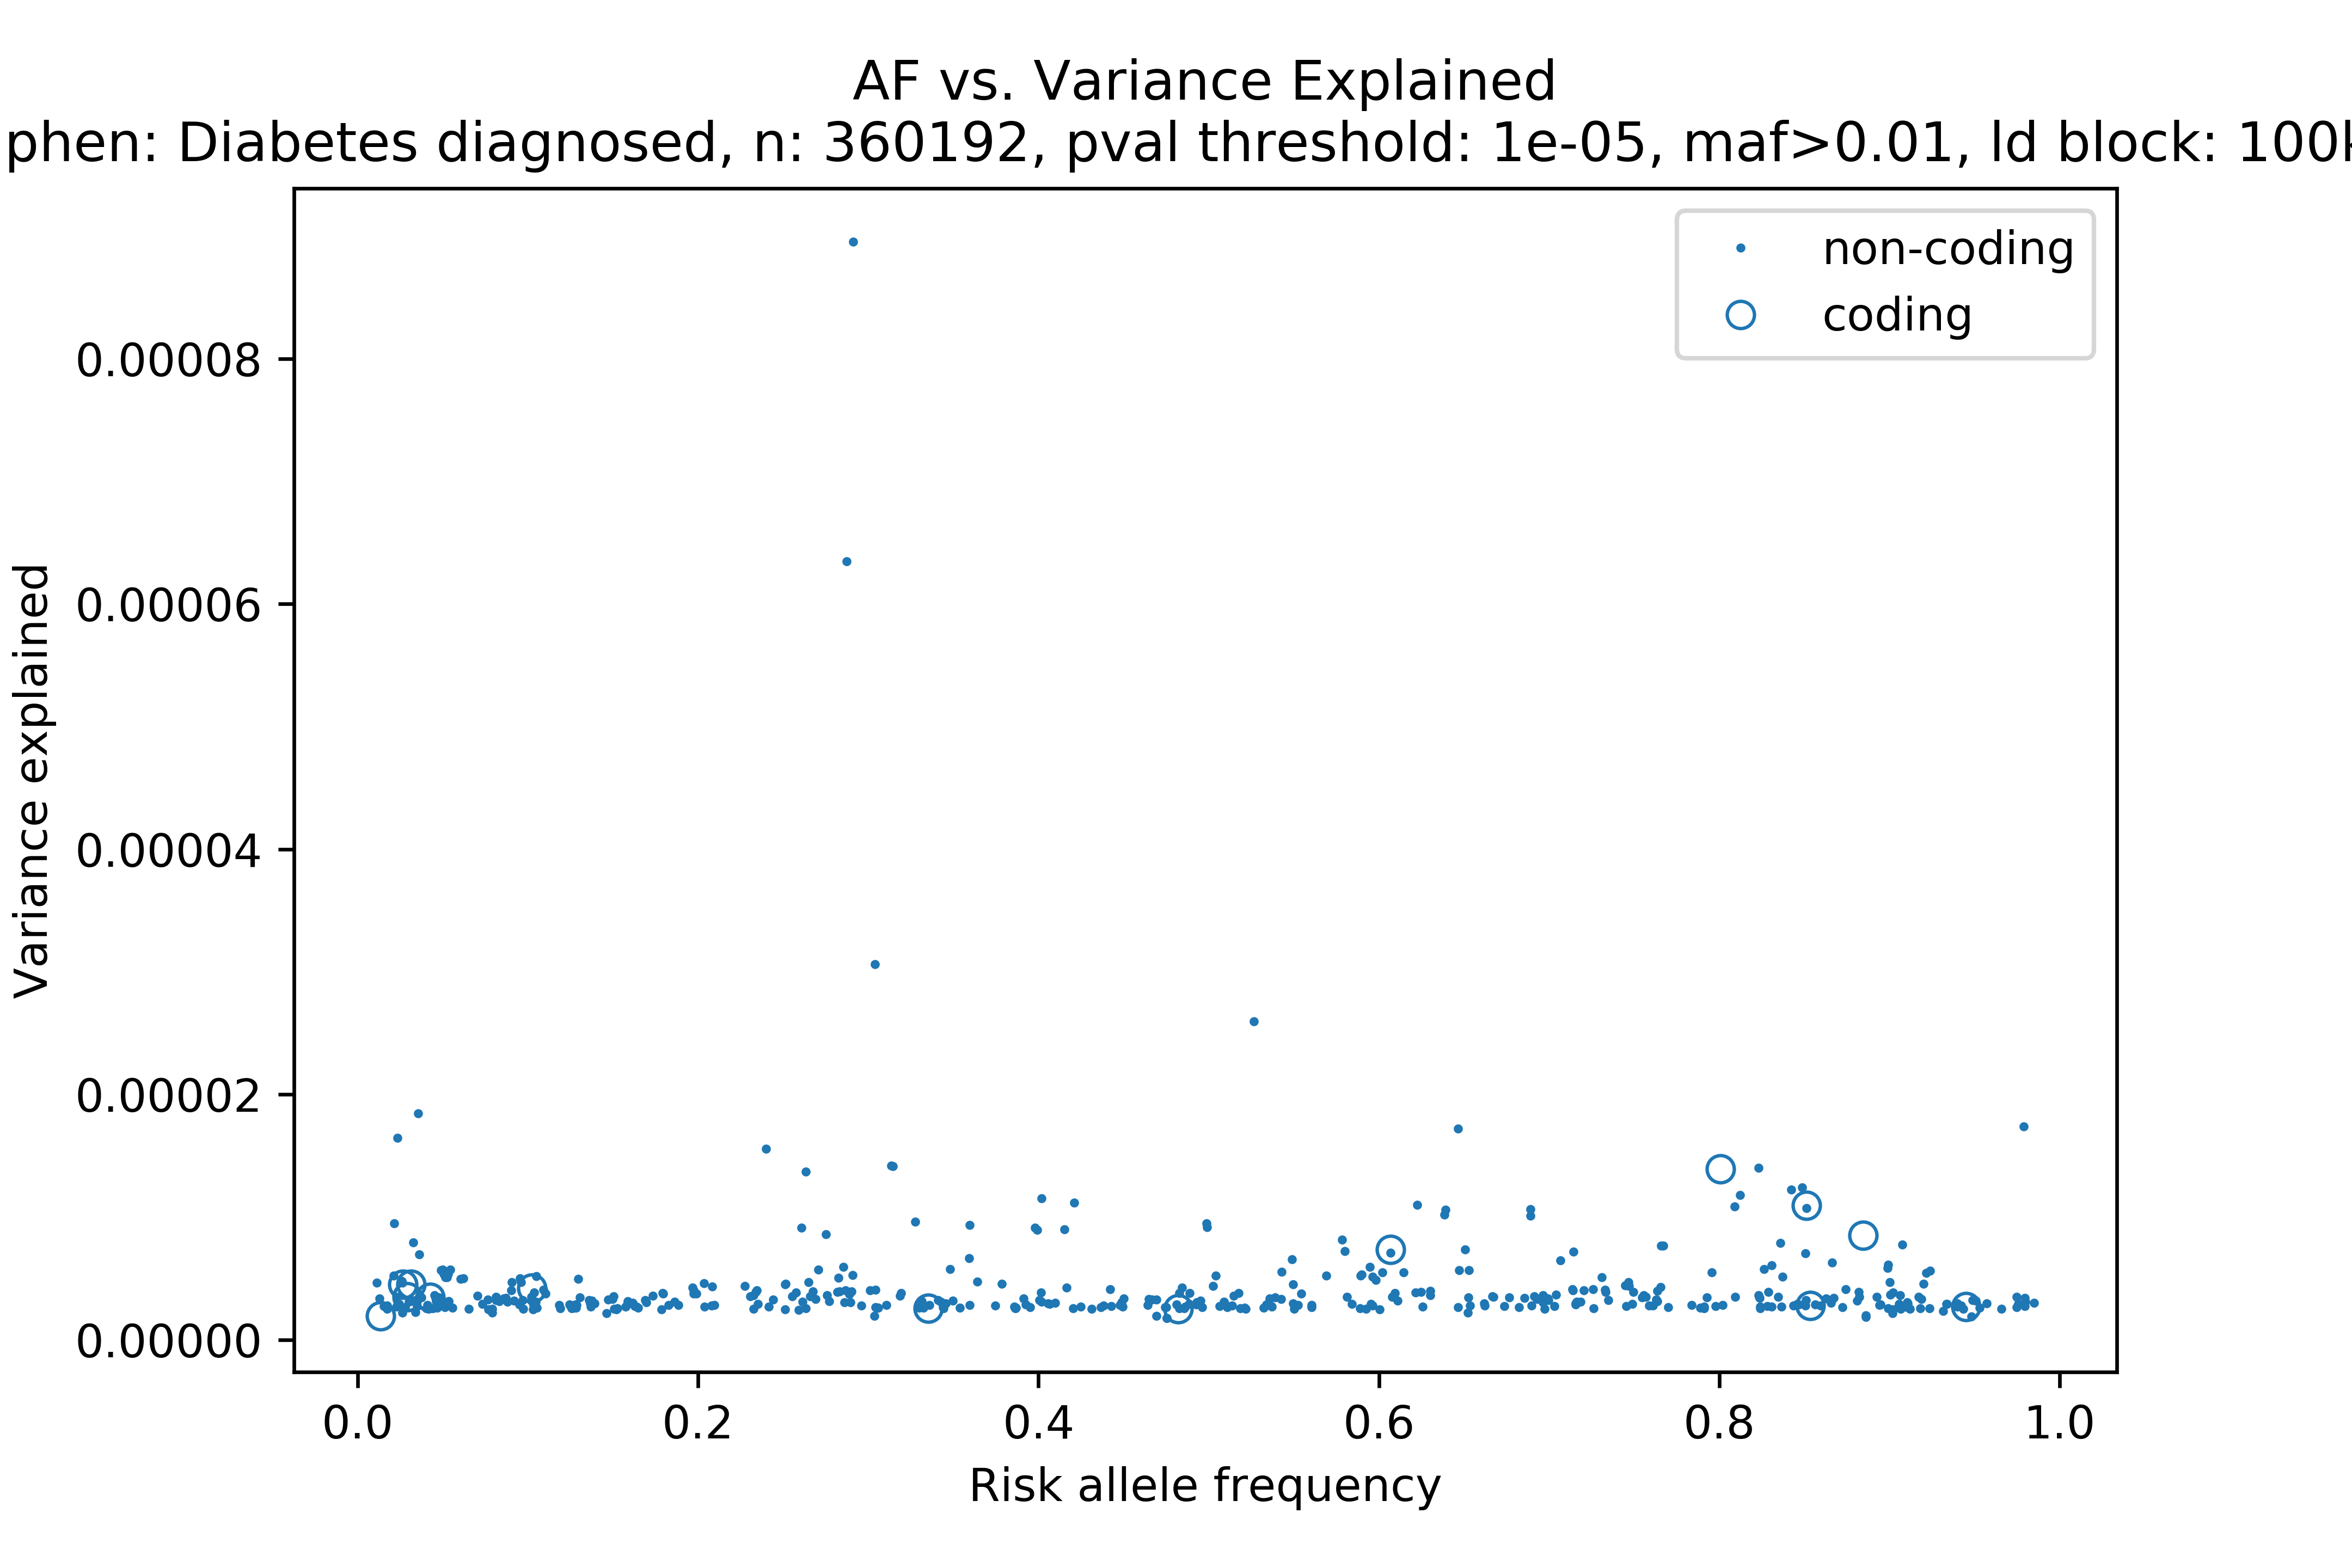 AF vs. Variance Explained
phen: Diabetes diagnosed, n: 360192, pval threshold: 1e-05, maf>0.01, ld block: 100
non-coding
coding
0.00008
0.00006
0.00004
0.00002
0.00000
Variance explained
0.0 0.2 0.4 0.6 0.8 1.0
Risk allele frequency